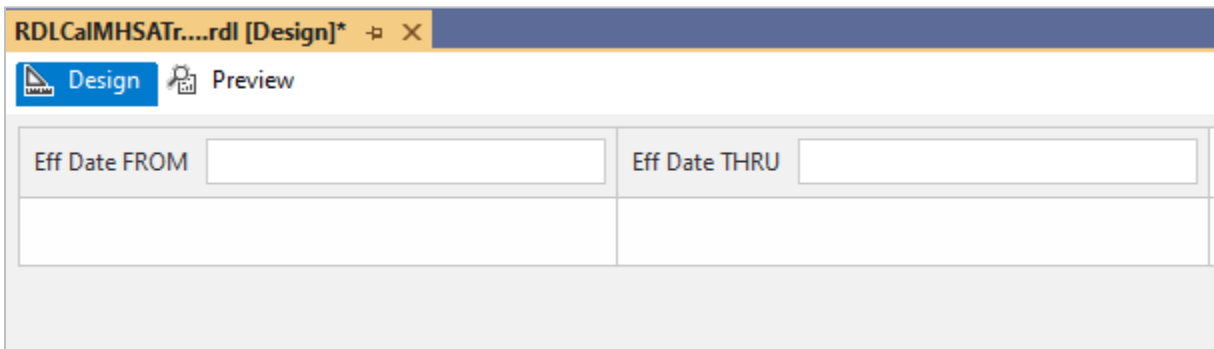 RDLCalMHSATr....rdl [Design]*
Design Preview
Eff Date FROM Eff Date THRU